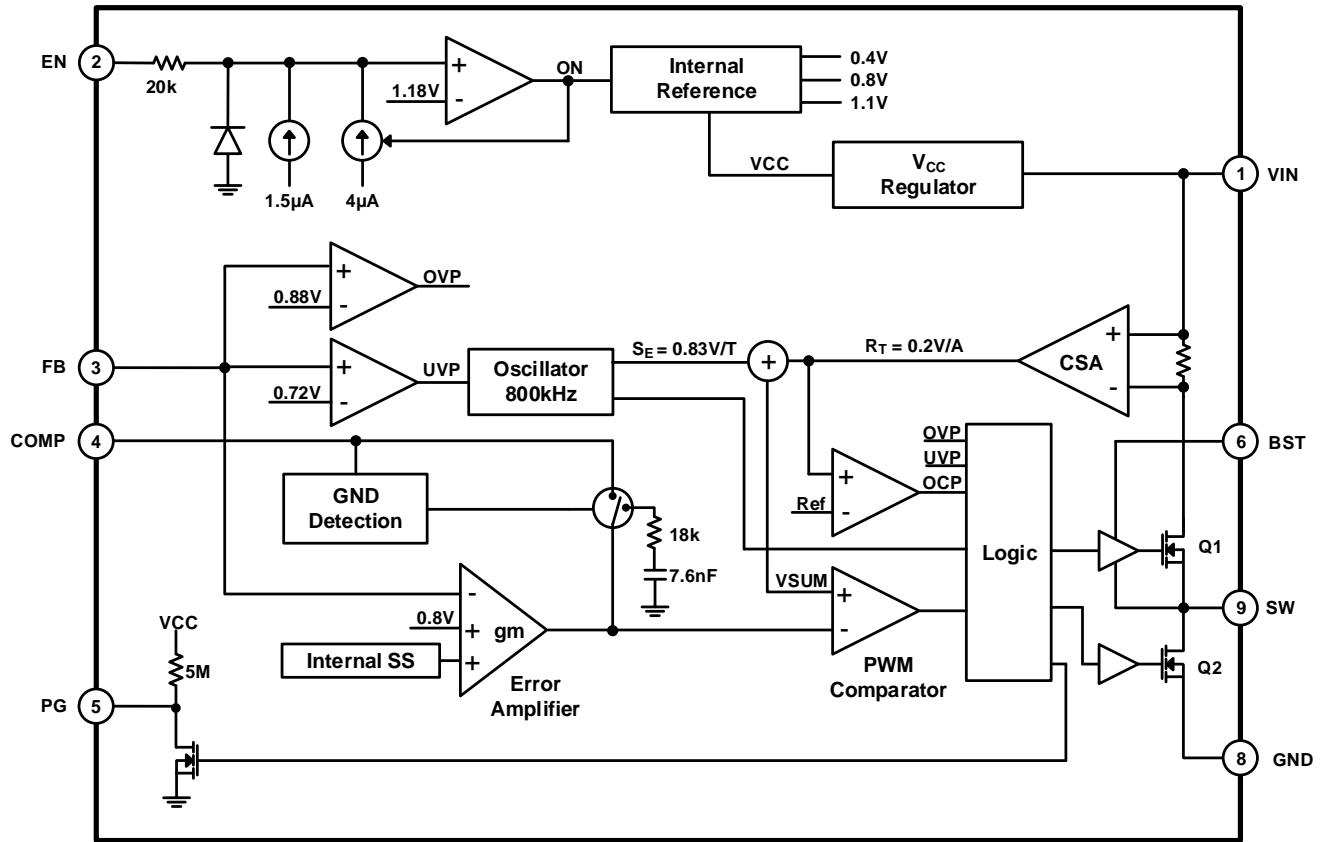 EN
2
20k
+
1.18V
-
ON
Internal
Reference
0.4V
0.8V
1.1V
1.5µA
4µA
VCC
VCC
Regulator
1
VIN
+
0.88V
-
OVP
FB
3
+
0.72V
-
UVP
Oscillator
800kHz
SE = 0.83V/T
+
RT = 0.2V/A
CSA
+
-
COMP
4
GND
Detection
18k
7.6nF
+
Ref
-
OVP
UVP
OCP
Logic
6
BST
Q1
VSUM
+
-
PWM
Comparator
9
SW
Q2
-
0.8V
+
gm
Internal SS
+
Error
Amplifier
VCC
5M
PG
5
8
GND